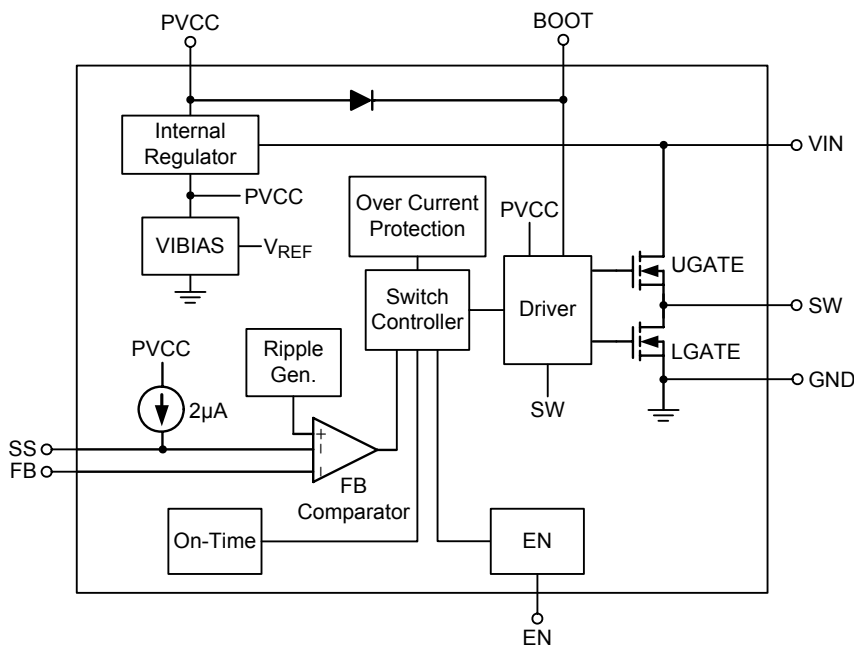 PVCC
BOOT
Internal
Regulator
VIN
PVCC
Over Current
Protection
PVCC
VIBIAS
VREF
UGATE
Switch
Controller
Driver
SW
PVCC
Ripple
Gen.
LGATE
2µA
GND
SW
SS
+
−
FB
−
FB
Comparator
On-Time
EN
EN